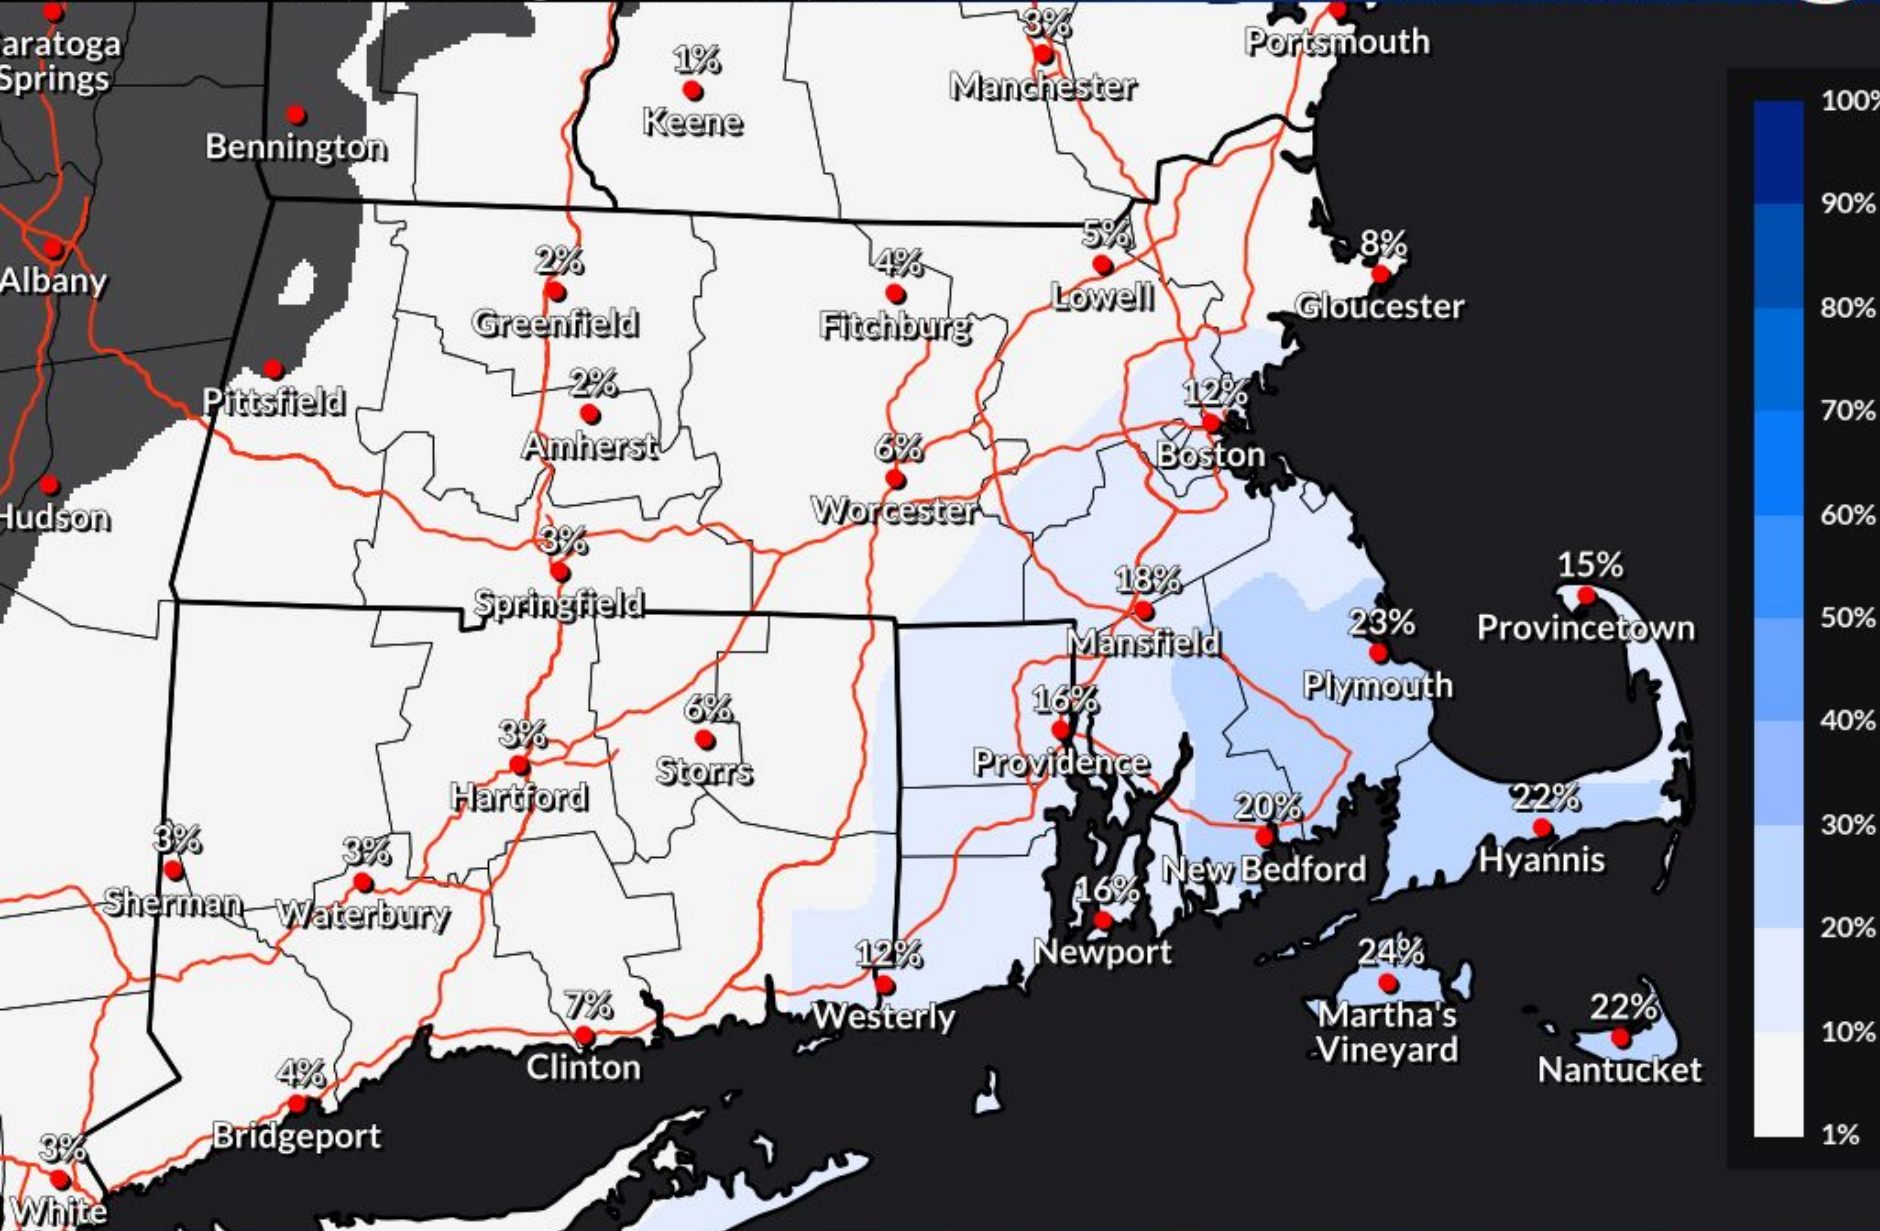 aratoga
Springs
Bennington
1%
Keene
3%
Manchester
Portsmouth
Albany
2%
Greenfield
4%
Fitchburg
5%
Lowell
8%
Gloucester
Pittsfield
2%
Amherst
12%
Boston
Hudson
6%
Worcester
3%
Springfield
18%
Mansfield
23%
Plymouth
15%
Provincetown
3%
Hartford
6%
Storrs
16%
Providence
20%
New Bedford
22%
Hyannis
3%
Sherman
3%
Waterbury
16%
Newport
12%
Westerly
24%
Martha's
Vineyard
22%
Nantucket
7%
Clinton
4%
Bridgeport
3%
White
100%
90%
80%
70%
60%
50%
40%
30%
20%
10%
1%